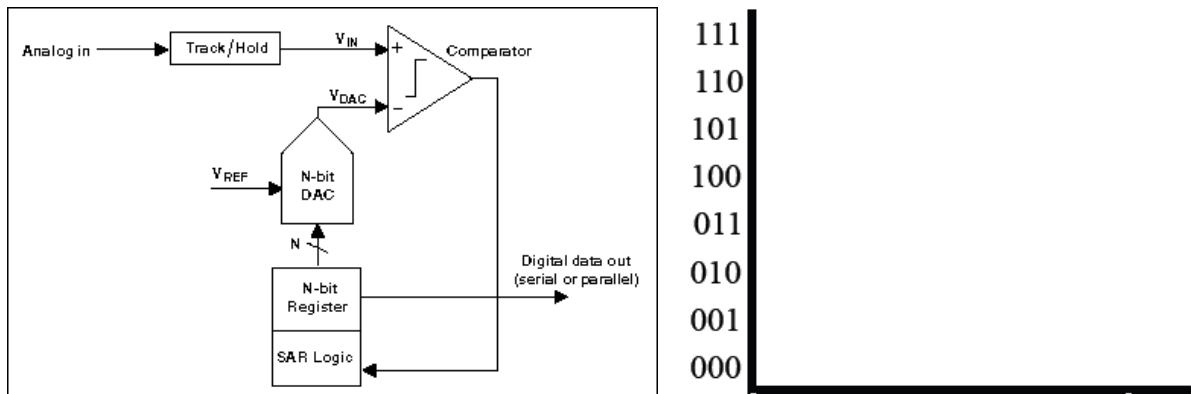 Analog in
Track/Hold
VIN
+
Comparator
VDAC
−
VREF
N-bit
DAC
N
Digital data out
(serial or parallel)
N-bit
Register
SAR Logic
111
110
101
100
011
010
001
000